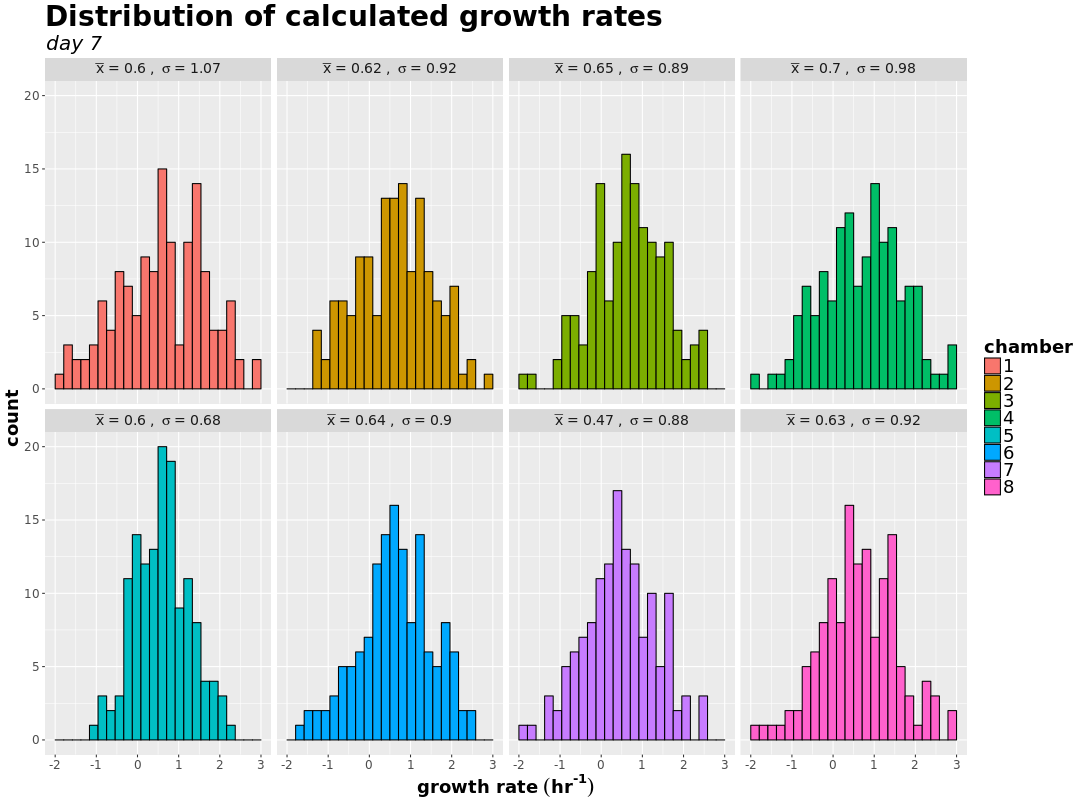 Distribution of calculated growth rates
day 7
x̅ = 0.6 , σ = 1.07
x̅ = 0.62 , σ = 0.92
x̅ = 0.65 , σ = 0.89
x̅ = 0.7 , σ = 0.98
20
15
10
5
0
x̅ = 0.6 , σ = 0.68
x̅ = 0.64 , σ = 0.9
x̅ = 0.47 , σ = 0.88
x̅ = 0.63 , σ = 0.92
20
15
10
5
0
-2 -1 0 1 2 3 -2 -1 0 1 2 3 -2 -1 0 1 2 3 -2 -1 0 1 2 3
growth rate (hr⁻¹)
count
chamber
1
2
3
4
5
6
7
8